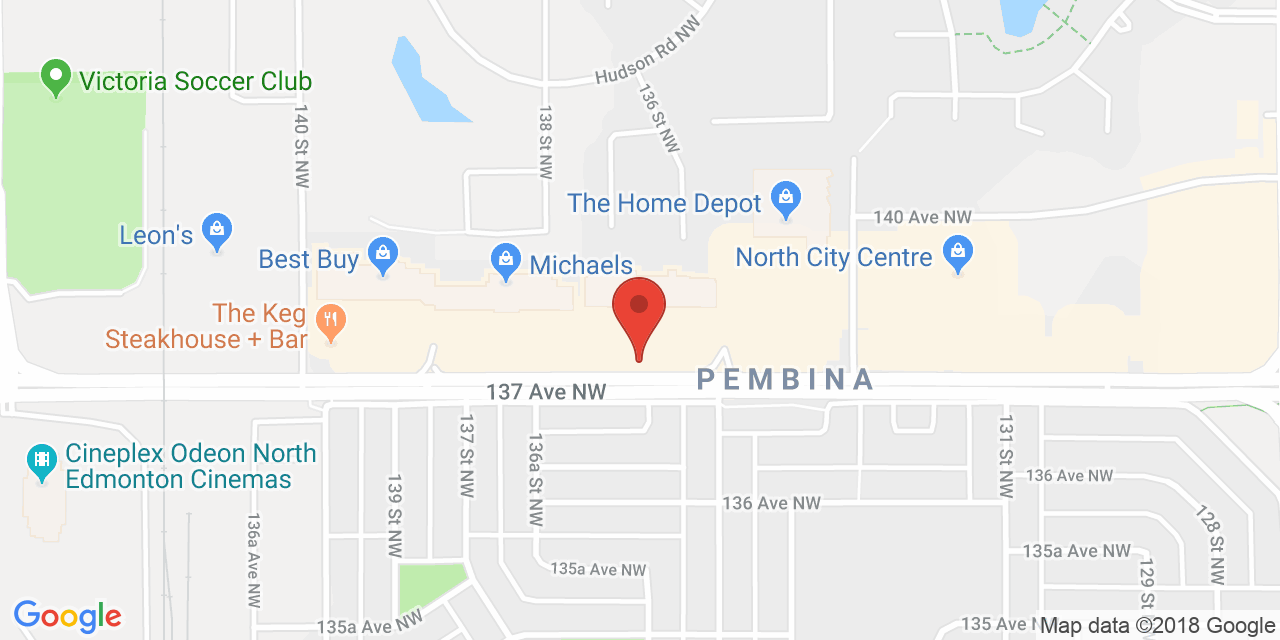 Hudson Rd NW
Victoria Soccer Club
140 St NW
138 St NW
136 St NW
The Home Depot
140 Ave NW
Leon's
Best Buy
Michaels
North City Centre
The Keg
Steakhouse + Bar
PEMBINA
137 Ave NW
137 St NW
136a St NW
131 St NW
Cineplex Odeon North
Edmonton Cinemas
139 St NW
136 Ave NW
136 Ave NW
128 St NW
136a Ave NW
135a Ave NW
135a Ave NW
129 St NW
135a Ave NW
135 Ave N
Google
Map data ©2018 Google